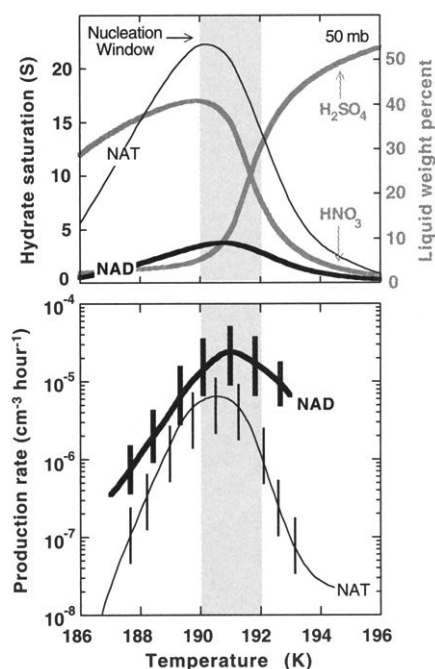 Nucleation
Window
50 mb
Hydrate saturation (S)
20
15
10
5
0
NAT
NAD
H₂SO₄
HNO₃
50
40
30
20
10
0
Liquid weight percent
Production rate (cm⁻³ hour⁻¹)
10⁻⁴
10⁻⁵
10⁻⁶
10⁻⁷
10⁻⁸
NAD
NAT
186 188 190 192 194 196
Temperature (K)